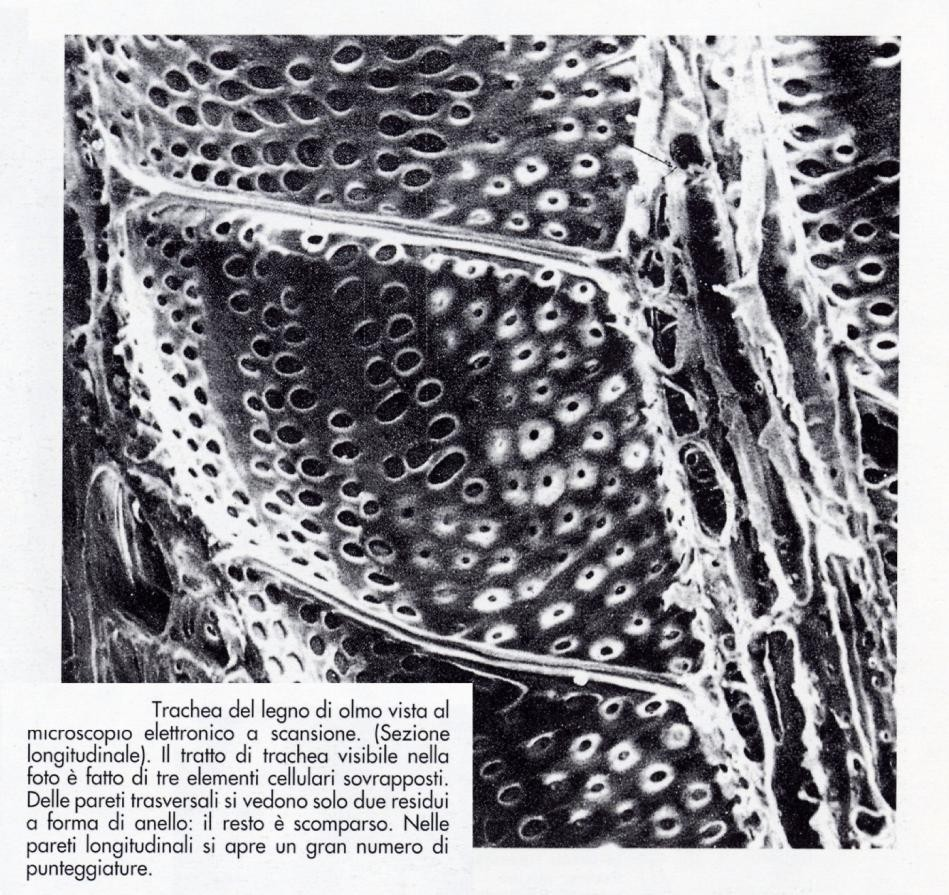 Trachea del legno di olmo vista al
microscopio elettronico a scansione. (Sezione
longitudinale). Il tratto di trachea visibile nella
foto è fatto di tre elementi cellulari sovrapposti.
Delle pareti trasversali si vedono solo due residui
a forma di anello: il resto è scomparso. Nelle
pareti longitudinali si apre un gran numero di
punteggiature.